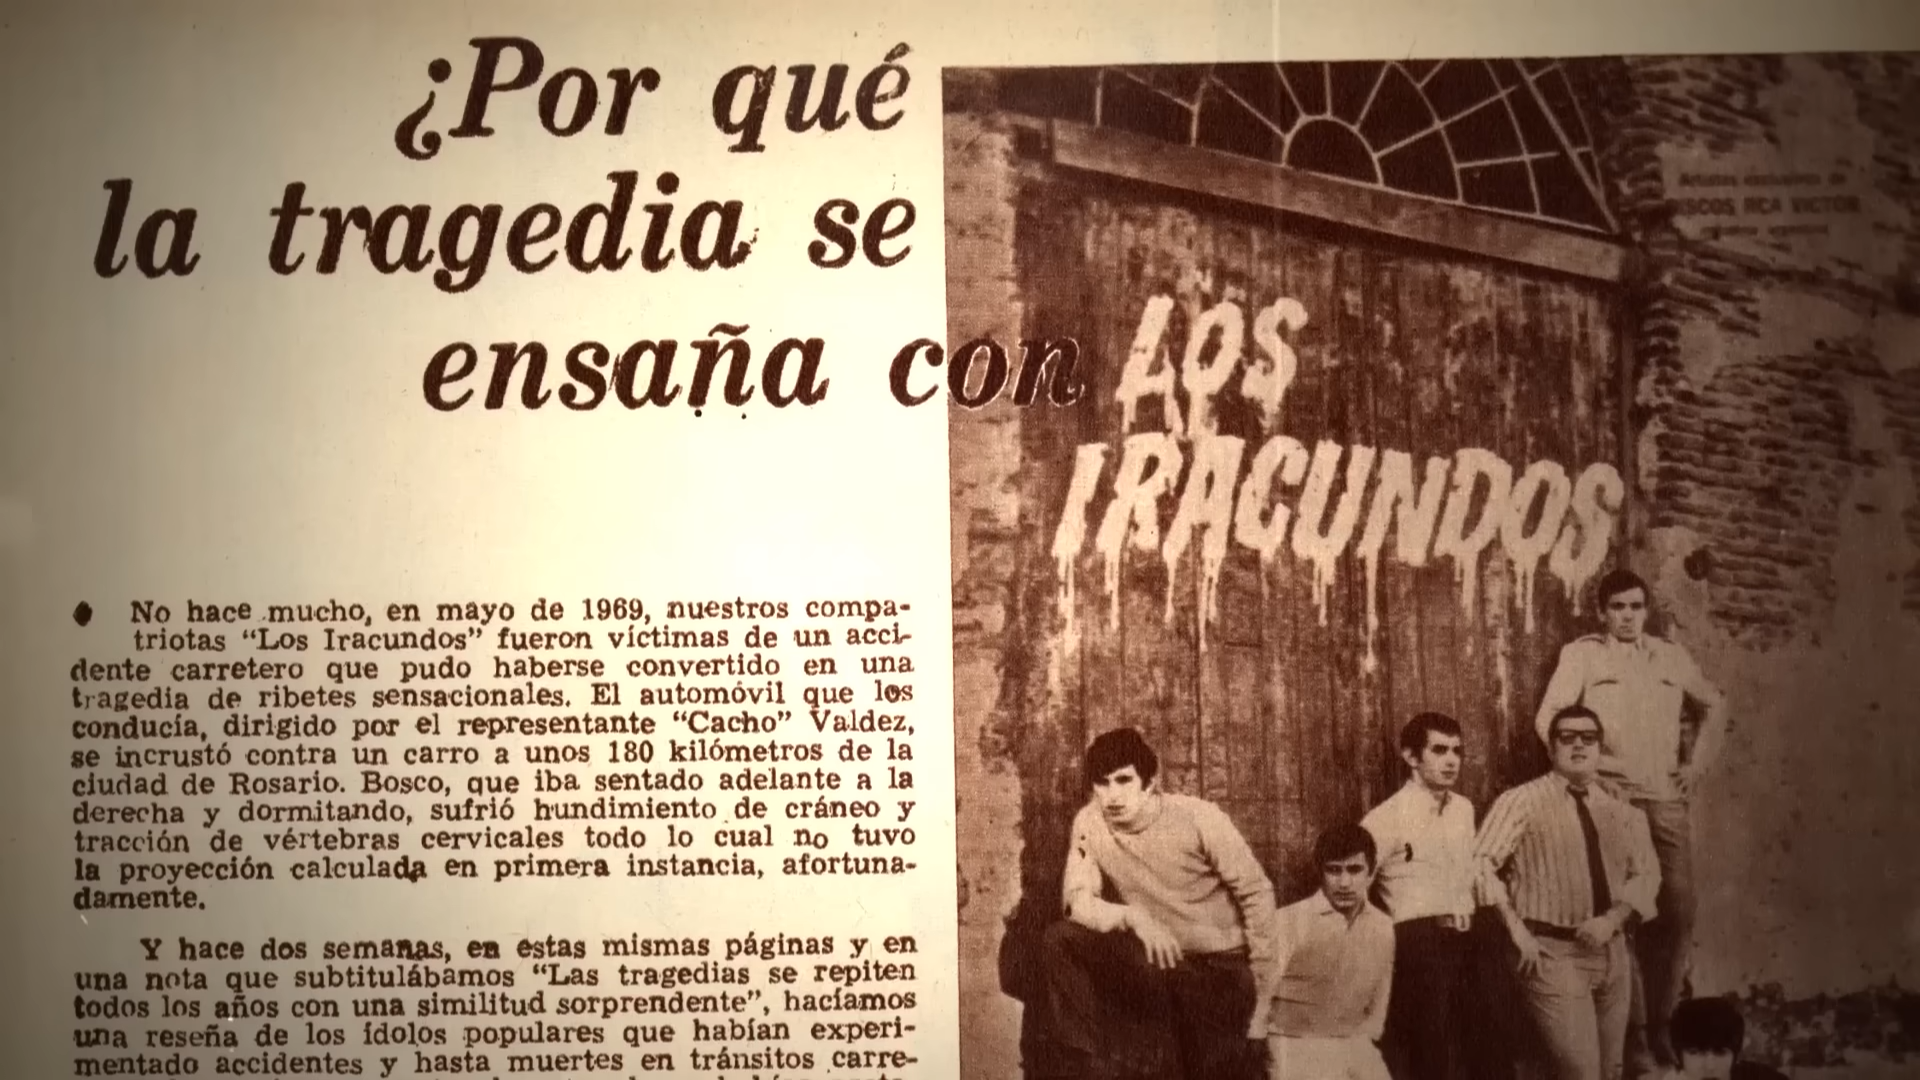 ¿Por qué
la tragedia se
ensaña con
LOS
IRACUNDOS
Artistas exclusivos de
DISCOS RCA VICTOR
No hace mucho, en mayo de 1969, nuestros compa-
triotas "Los Iracundos" fueron víctimas de un acci-
dente carretero que pudo haberse convertido en una
tragedia de ribetes sensacionales. El automóvil que los
conducía, dirigido por el representante "Cacho" Valdez,
se incrustó contra un carro a unos 180 kilómetros de la
ciudad de Rosario. Bosco, que iba sentado adelante a la
derecha y dormitando, sufrió hundimiento de cráneo y
tracción de vértebras cervicales todo lo cual no tuvo
la proyección calculada en primera instancia, afortuna-
damente.
Y hace dos semanas, en estas mismas páginas y en
una nota que subtitulábamos "Las tragedias se repiten
todos los años con una similitud sorprendente", hacíamos
una reseña de los ídolos populares que habían experi-
mentado accidentes y hasta muertes en tránsitos carre-